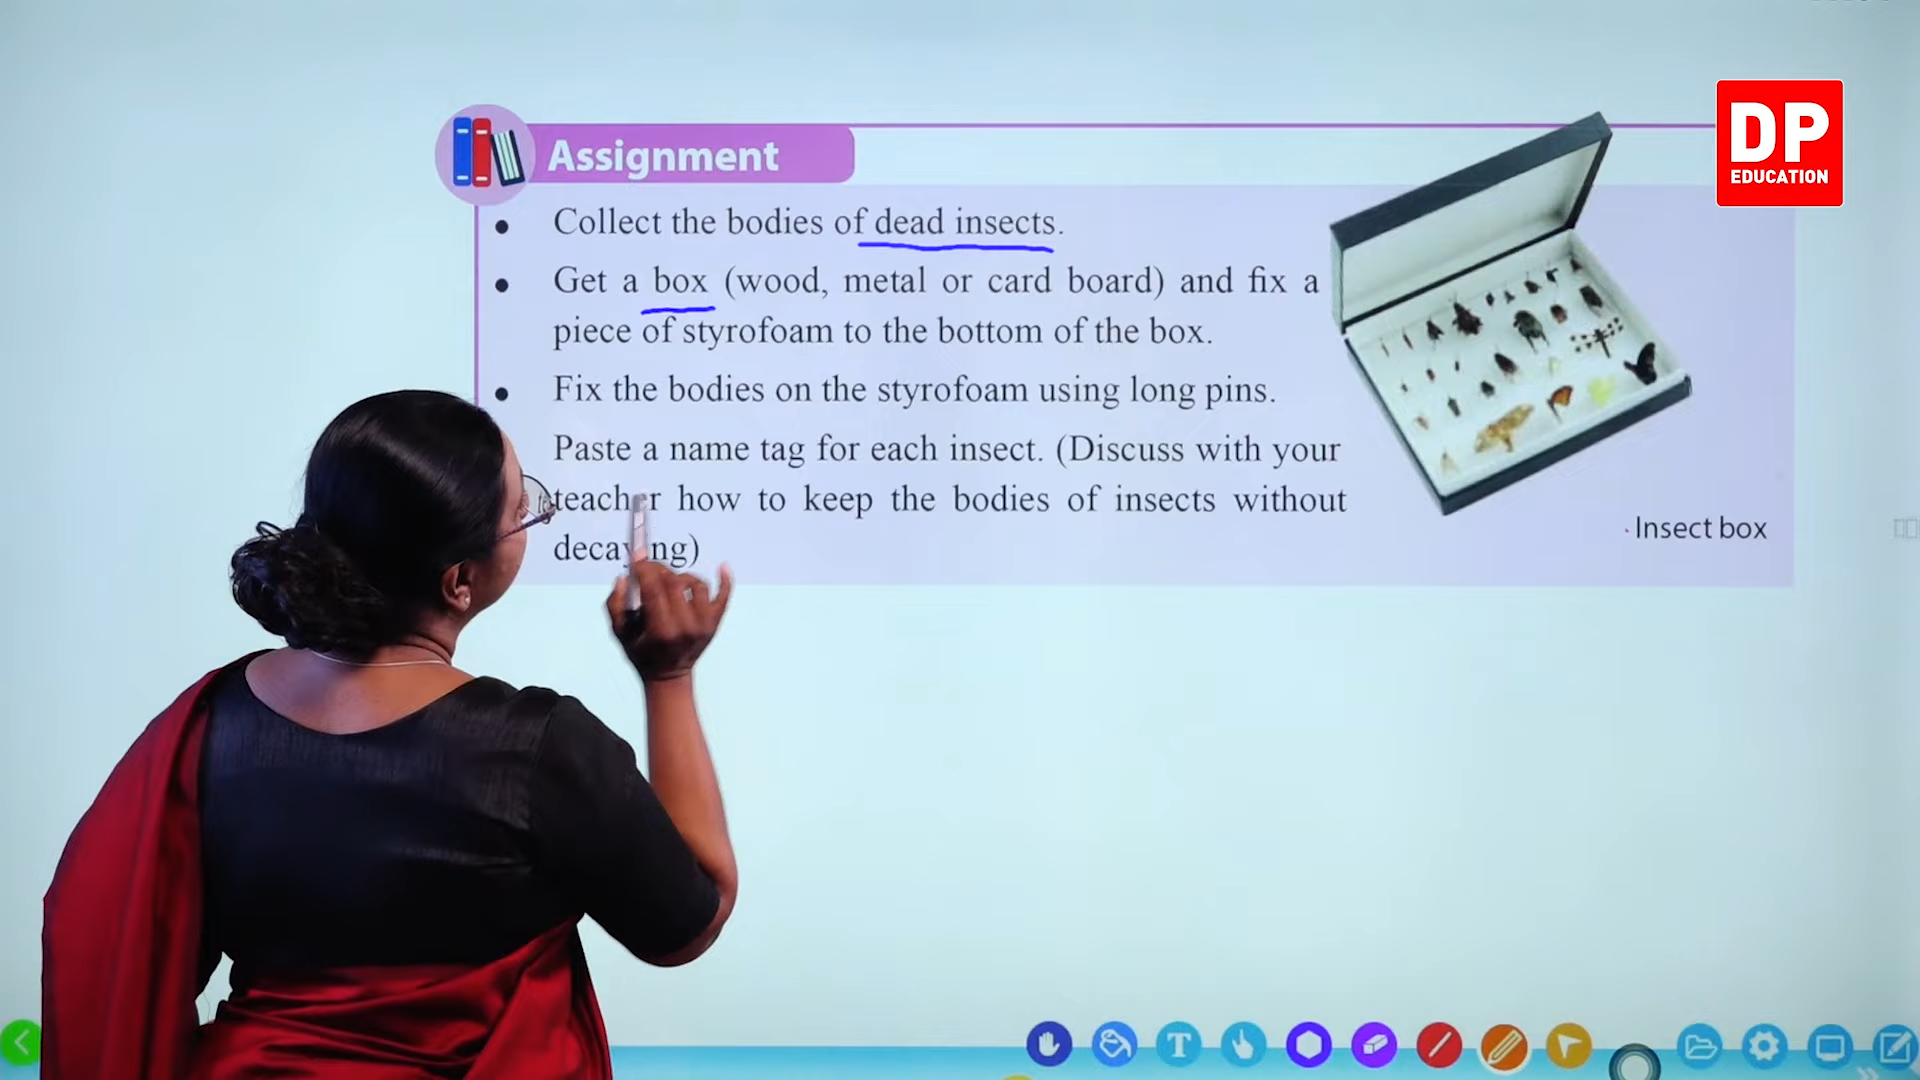 DP
EDUCATION
Assignment
Collect the bodies of dead insects.
Get a box (wood, metal or card board) and fix a
piece of styrofoam to the bottom of the box.
Fix the bodies on the styrofoam using long pins.
Paste a name tag for each insect. (Discuss with your
teacher how to keep the bodies of insects without
decaying)
Insect box
T